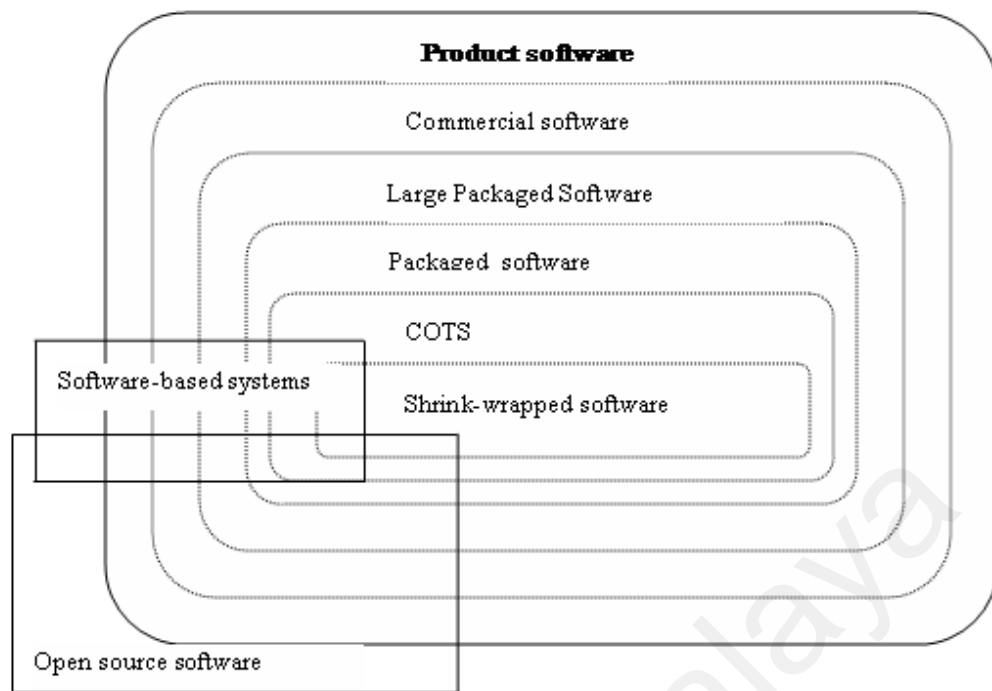 Product software
Commercial software
Large Packaged Software
Packaged software
COTS
Software-based systems
Shrink-wrapped software
Open source software
alaya